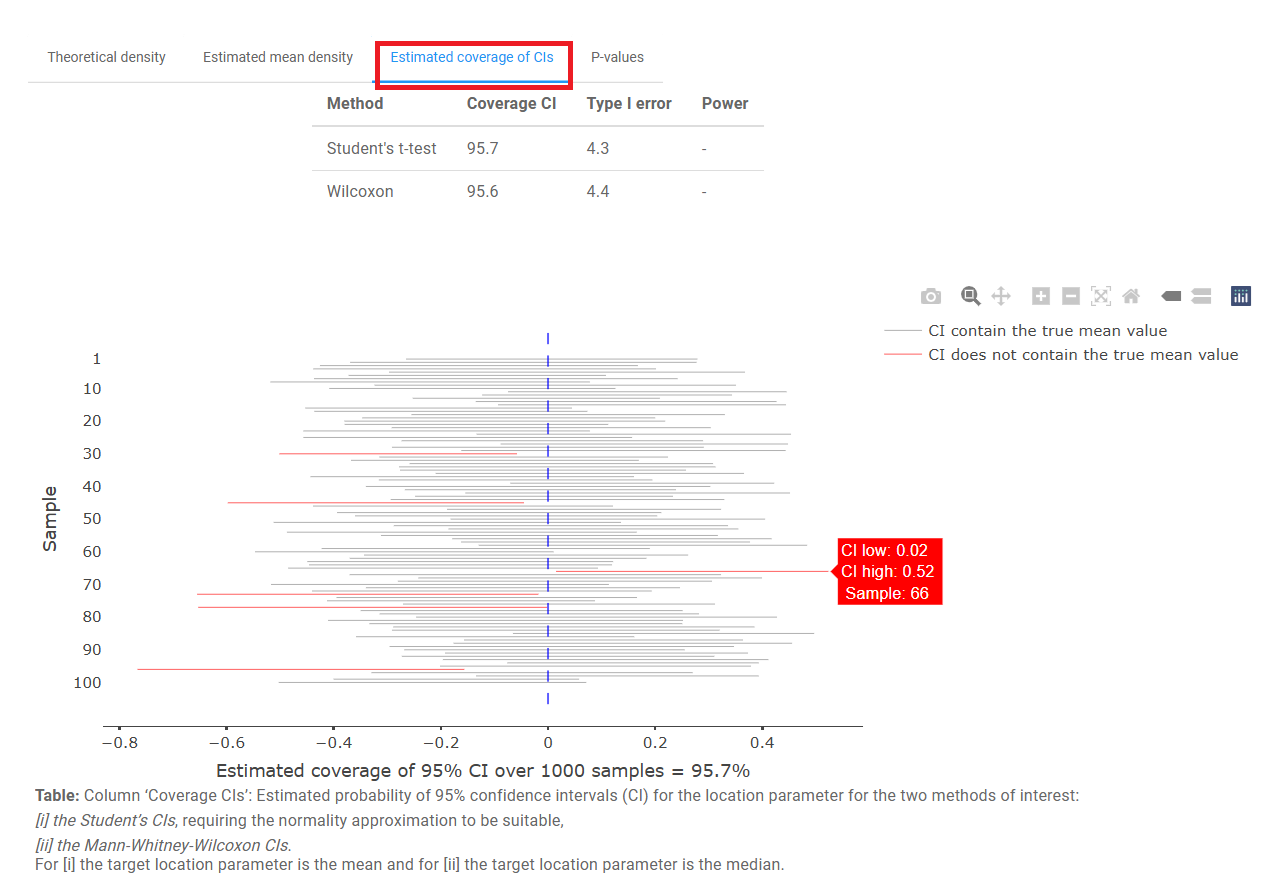 Theoretical density Estimated mean density Estimated coverage of CIs P-values
Method Coverage CI Type I error Power
Student's t-test 95.7 4.3 -
Wilcoxon 95.6 4.4 -
CI contain the true mean value
CI does not contain the true mean value
1
10
20
30
40
50
60
70
80
90
100
Sample
CI low: 0.02
CI high: 0.52
Sample: 66
−0.8 −0.6 −0.4 −0.2 0 0.2 0.4
Estimated coverage of 95% CI over 1000 samples = 95.7%
Table: Column ‘Coverage CIs’: Estimated probability of 95% confidence intervals (CI) for the location parameter for the two methods of interest:
[i] the Student’s CIs, requiring the normality approximation to be suitable,
[ii] the Mann-Whitney-Wilcoxon CIs.
For [i] the target location parameter is the mean and for [ii] the target location parameter is the median.